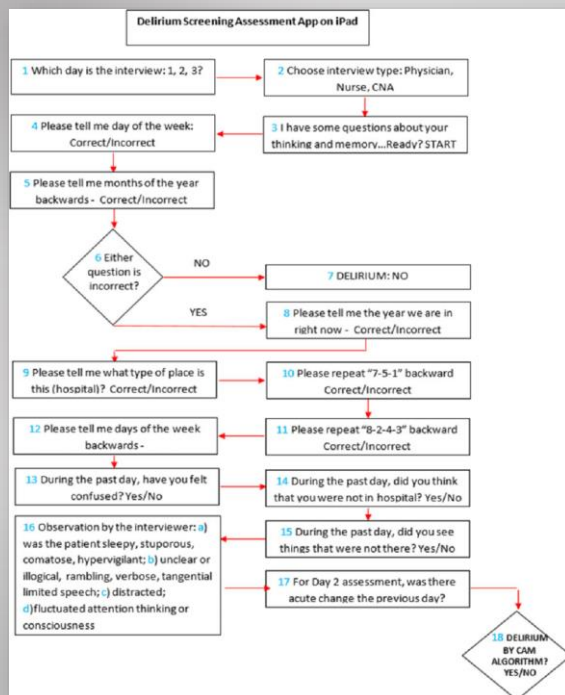 Delirium Screening Assessment App on iPad
1 Which day is the interview: 1, 2, 3?
2 Choose interview type: Physician,
Nurse, CNA
3 I have some questions about your
thinking and memory...Ready? START
4 Please tell me day of the week:
Correct/Incorrect
5 Please tell me months of the year
backwards - Correct/Incorrect
6 Either
question is
incorrect?
NO
7 DELIRIUM: NO
YES
8 Please tell me the year we are in
right now - Correct/Incorrect
9 Please tell me what type of place is
this (hospital)? Correct/Incorrect
10 Please repeat "7-5-1" backward
Correct/Incorrect
11 Please repeat "8-2-4-3" backward
Correct/Incorrect
12 Please tell me days of the week
backwards -
13 During the past day, have you felt
confused? Yes/No
14 During the past day, did you think
that you were not in hospital? Yes/No
15 During the past day, did you see
things that were not there? Yes/No
16 Observation by the interviewer: a)
was the patient sleepy, stuporous,
comatose, hypervigilant; b) unclear or
illogical, rambling, verbose, tangential
limited speech; c) distracted;
d)fluctuated attention thinking or
consciousness
17 For Day 2 assessment, was there
acute change the previous day?
18 DELIRIUM
BY CAM
ALGORITHM?
YES/NO